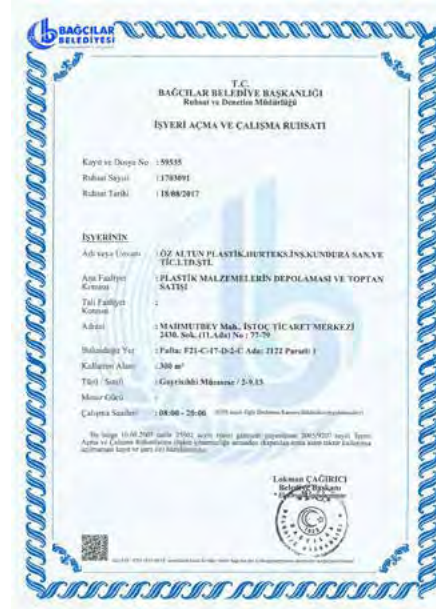 BAĞCILAR
BELEDİYESİ
T.C.
BAĞCILAR BELEDİYE BAŞKANLIĞI
Ruhsat ve Denetim Müdürlüğü
İŞYERİ AÇMA VE ÇALIŞMA RUHSATI
Kayıt ve Dosya No : 59535
Ruhsat Sayısı : 1703091
Ruhsat Tarihi : 18/08/2017
İŞYERİNİN
Adı veya Ünvanı : ÖZ ALTUN PLASTİK.HURTEKS.İNŞ.KUNDURA SAN.VE
TİC.LTD.ŞTİ.
Ana Faaliyet : PLASTİK MALZEMELERİN DEPOLAMASI VE TOPTAN
Konusu SATIŞI
Tali Faaliyet :
Konusu
Adresi : MAHMUTBEY Mah., İSTOÇ TİCARET MERKEZİ
2430. Sok. (11.Ada) No : 77-79
Bulunduğu Yer : Pafta: F21-C-17-D-2-C Ada: 2122 Parsel: 1
Kullanım Alanı : 300 m²
Türü / Sınıfı : Gayrisıhhi Müessese / 2-9.13
Motor Gücü :
Çalışma Saatleri : 08:00 -
Lokman ÇAĞIRICI
Belediye Başkanı